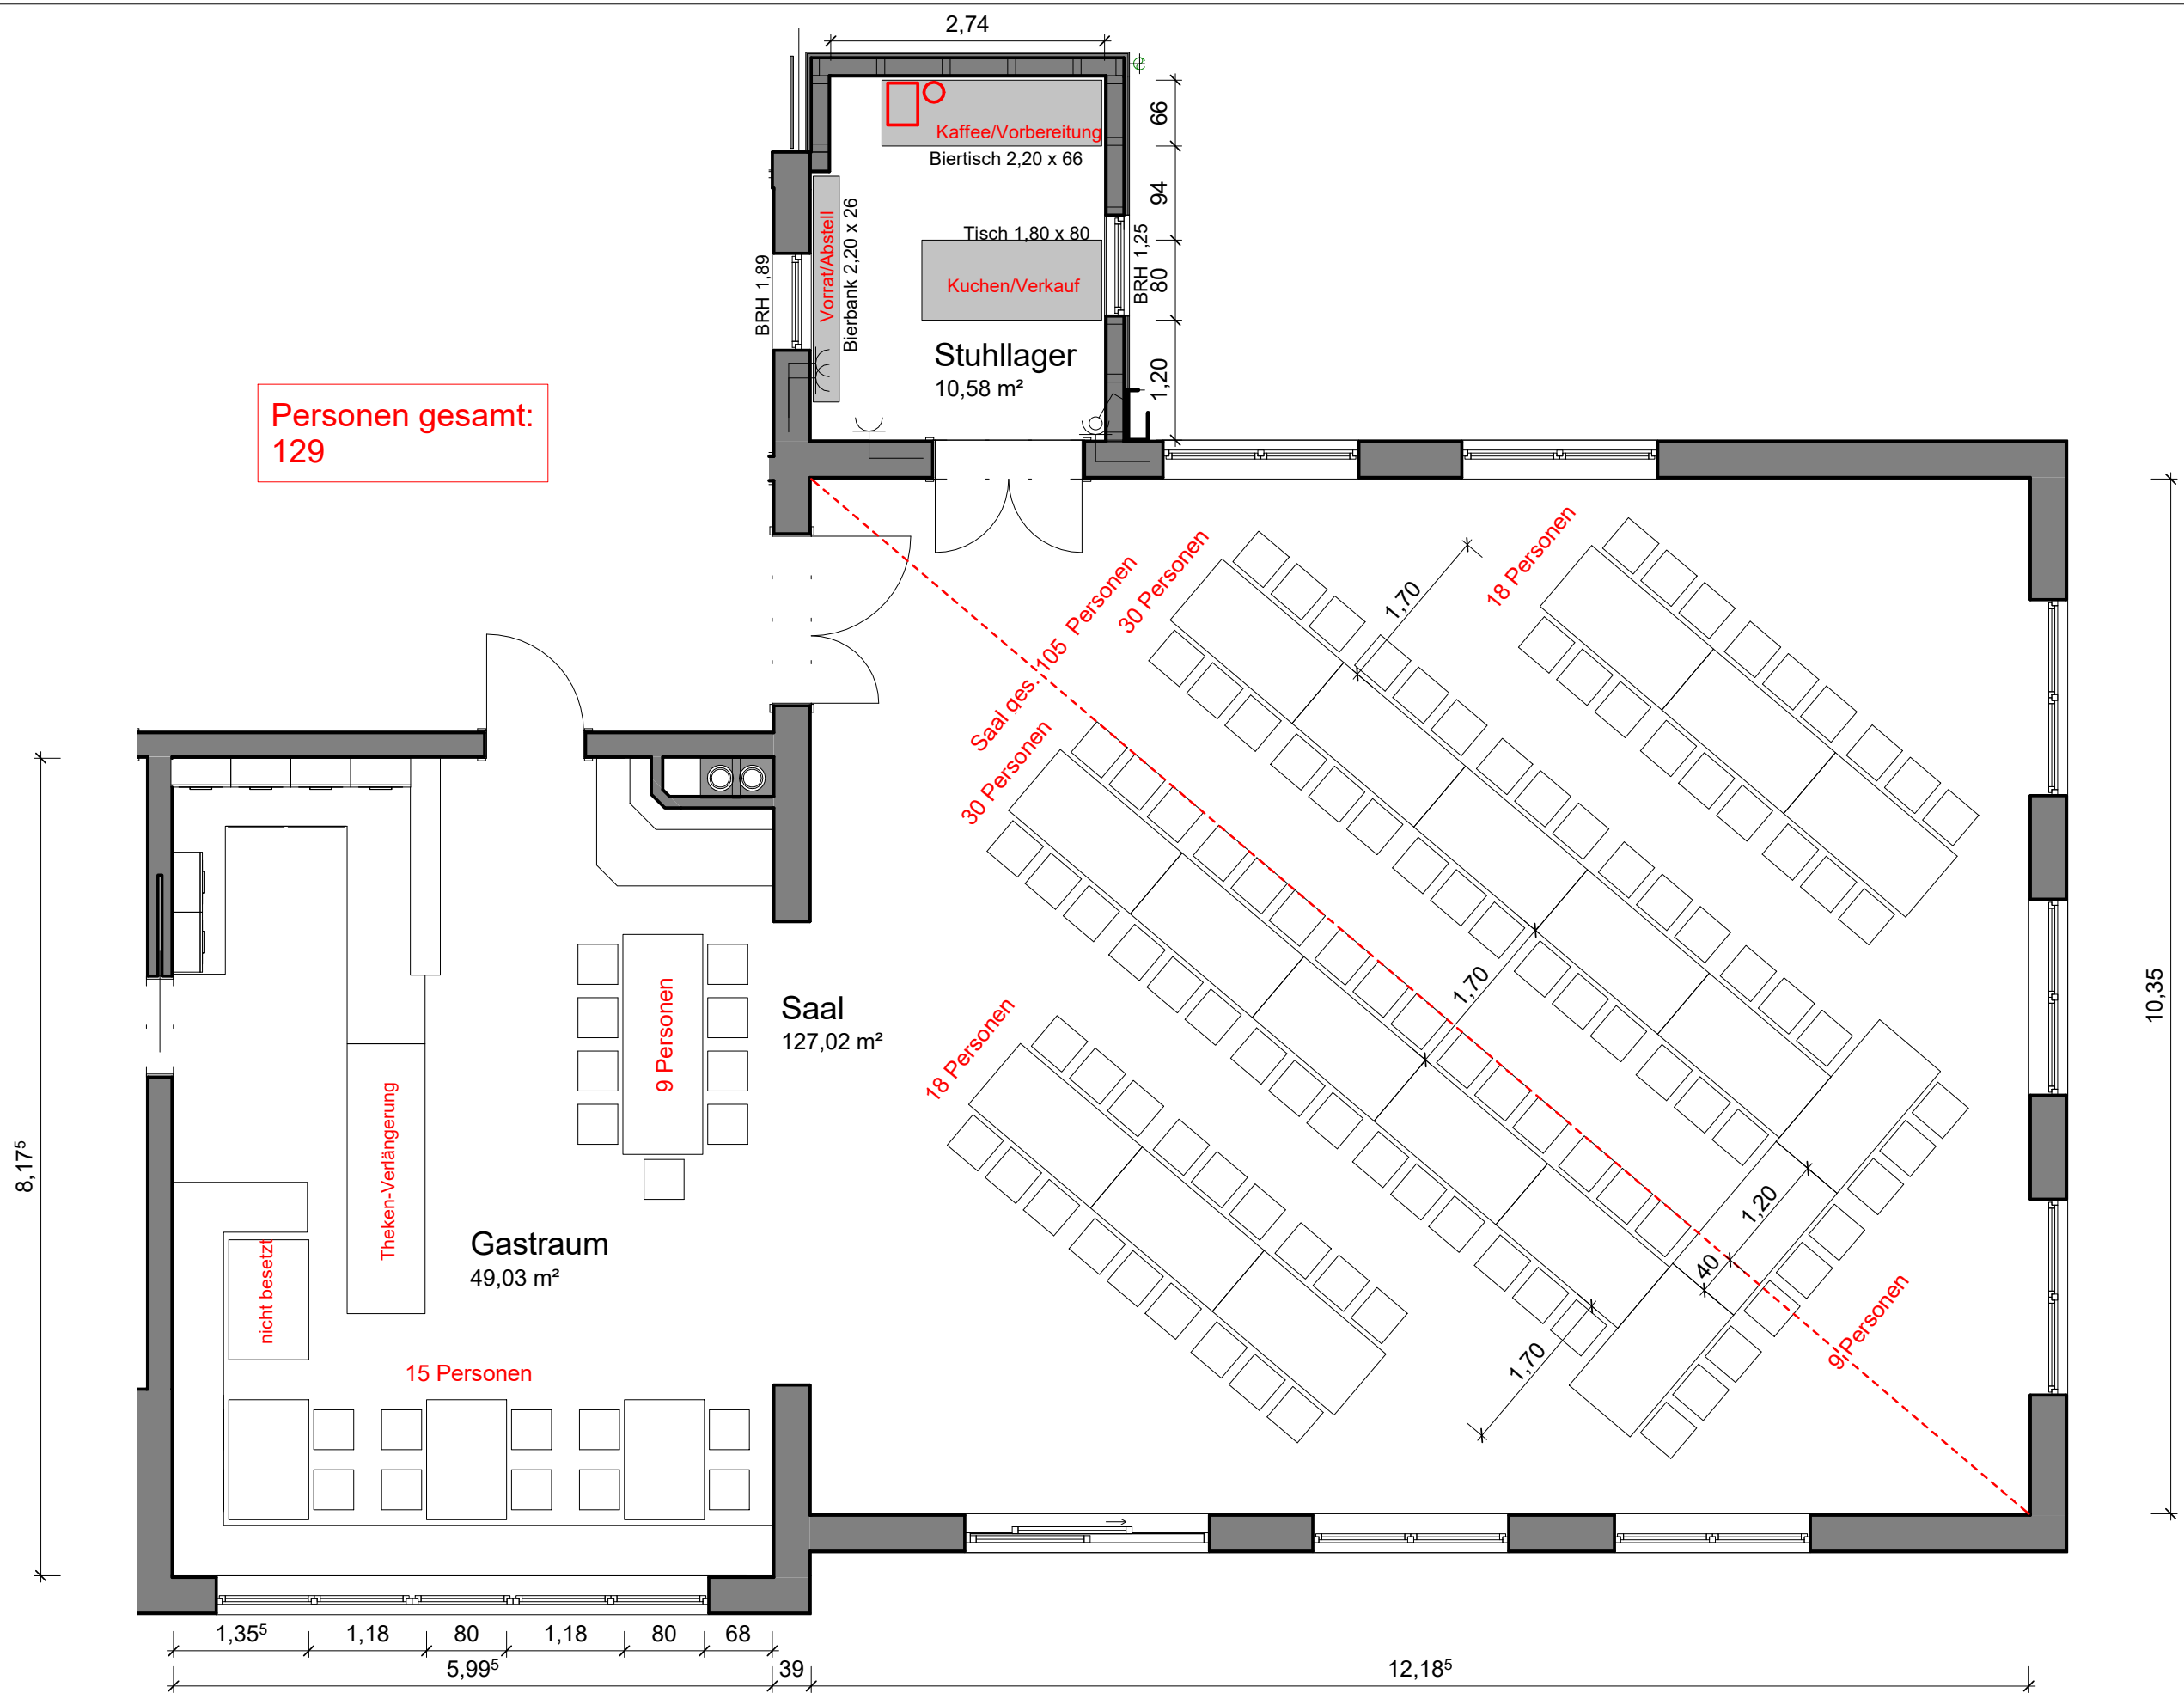 2,74
66
94
80
1,20
Kaffee/Vorbereitung
Biertisch 2,20 x 66
Vorrat/Abstell
Bierbank 2,20 x 26
Tisch 1,80 x 80
Kuchen/Verkauf
BRH 1,89
BRH 1,25
Stuhllager
10,58 m²
Personen gesamt:
129
Saal ges. 105 Personen
30 Personen
1,70
18 Personen
30 Personen
1,70
18 Personen
1,20
40
1,70
9 Personen
10,35
Saal
127,02 m²
9 Personen
Theken-Verlängerung
Gastraum
49,03 m²
nicht besetzt
15 Personen
8,17⁵
1,35⁵
1,18
80
1,18
80
68
5,99⁵
39
12,18⁵